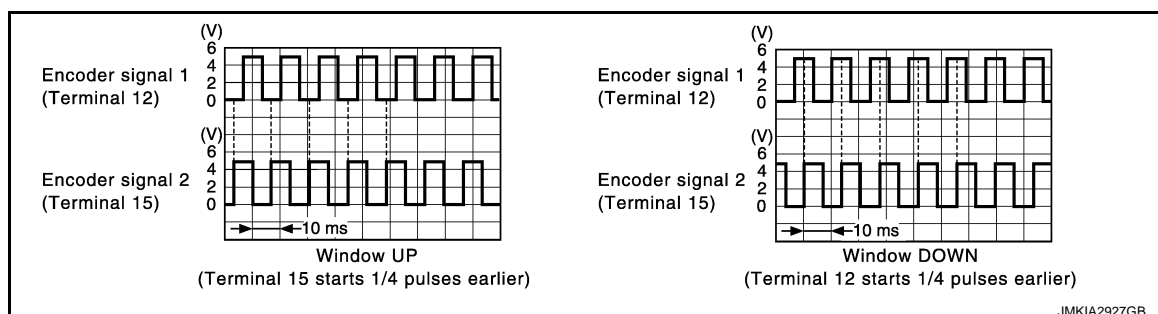 (V)
6
4
2
0
Encoder signal 1
(Terminal 12)
(V)
6
4
2
0
Encoder signal 2
(Terminal 15)
10 ms
Window UP
(Terminal 15 starts 1/4 pulses earlier)
(V)
6
4
2
0
Encoder signal 1
(Terminal 12)
(V)
6
4
2
0
Encoder signal 2
(Terminal 15)
10 ms
Window DOWN
(Terminal 12 starts 1/4 pulses earlier)
JMKIA2927GB